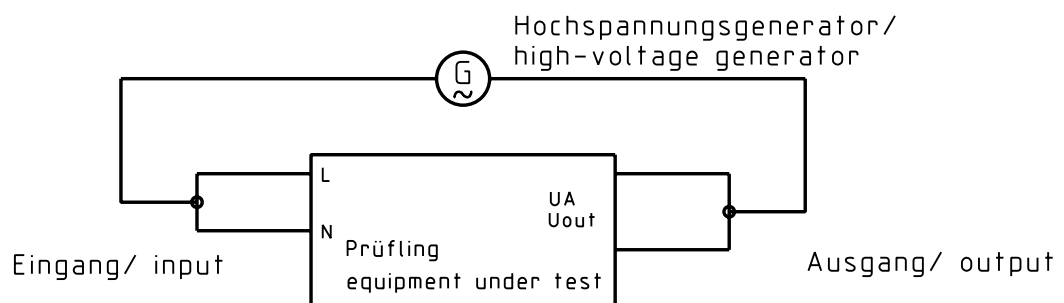 Hochspannungsgenerator/
high-voltage generator
G
~
L
UA
Uout
N
Prüfling
equipment under test
Eingang/ input
Ausgang/ output